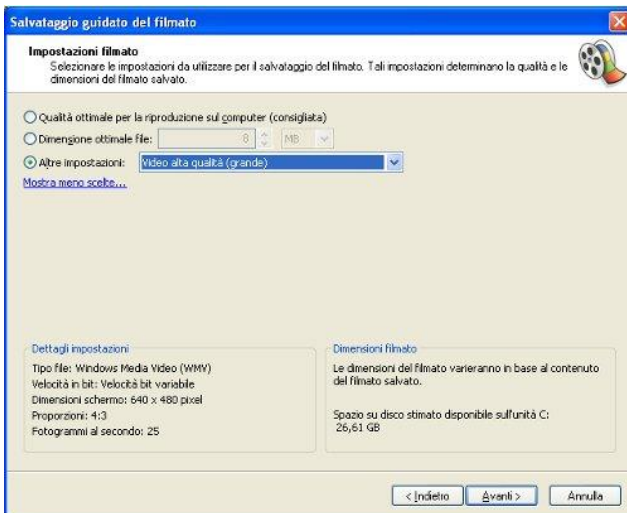 Salvataggio guidato del filmato
Impostazioni filmato
Selezionare le impostazioni da utilizzare per il salvataggio del filmato. Tali impostazioni determinano la qualità e le
dimensioni del filmato salvato.
Qualità ottimale per la riproduzione sul computer (consigliata)
Dimensione ottimale file: 8 MB
Altre impostazioni: Video alta qualità (grande)
Mostra meno scelte...
Dettagli impostazioni
Tipo file: Windows Media Video (WMV)
Velocità in bit: Velocità bit variabile
Dimensioni schermo: 640 x 480 pixel
Proporzioni: 4:3
Fotogrammi al secondo: 25
Dimensioni filmato
Le dimensioni del filmato varieranno in base al contenuto
del filmato salvato.
Spazio su disco stimato disponibile sull'unità C:
26,61 GB
< Indietro Avanti > Annulla